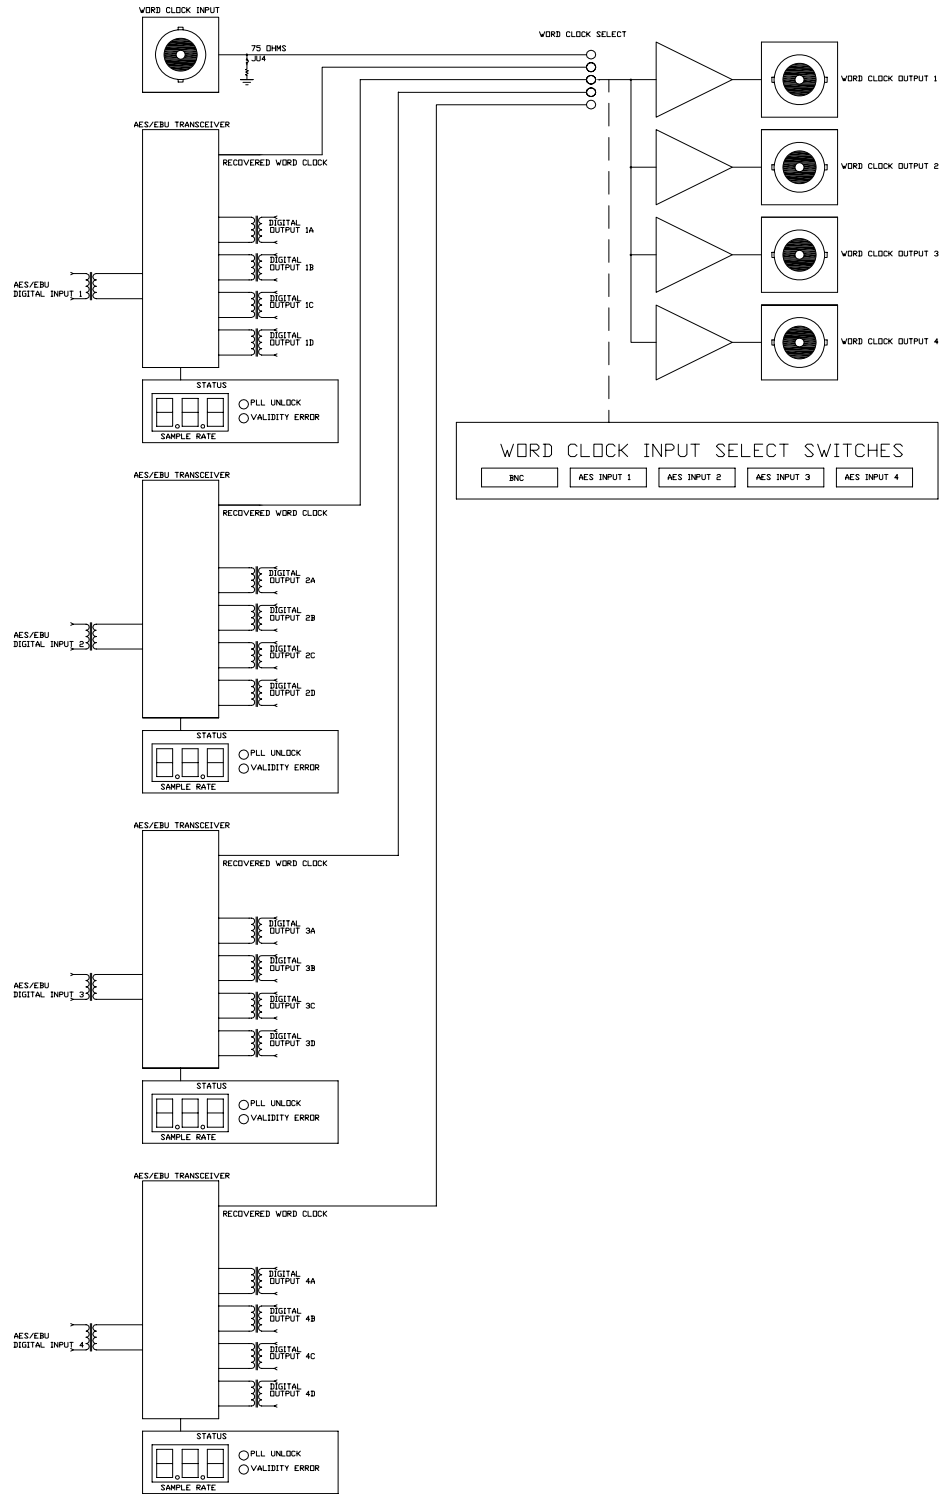 WORD CLOCK INPUT
75 OHMS
JU4
WORD CLOCK SELECT
WORD CLOCK OUTPUT 1
WORD CLOCK OUTPUT 2
WORD CLOCK OUTPUT 3
WORD CLOCK OUTPUT 4
WORD CLOCK INPUT SELECT SWITCHES
BNC
AES INPUT 1
AES INPUT 2
AES INPUT 3
AES INPUT 4
AES/EBU TRANSCEIVER
RECOVERED WORD CLOCK
DIGITAL
OUTPUT 1A
DIGITAL
OUTPUT 1B
DIGITAL
OUTPUT 1C
DIGITAL
OUTPUT 1D
AES/EBU
DIGITAL INPUT 1
STATUS
PLL UNLOCK
VALIDITY ERROR
SAMPLE RATE
AES/EBU TRANSCEIVER
RECOVERED WORD CLOCK
DIGITAL
OUTPUT 2A
DIGITAL
OUTPUT 2B
DIGITAL
OUTPUT 2C
DIGITAL
OUTPUT 2D
AES/EBU
DIGITAL INPUT 2
STATUS
PLL UNLOCK
VALIDITY ERROR
SAMPLE RATE
AES/EBU TRANSCEIVER
RECOVERED WORD CLOCK
DIGITAL
OUTPUT 3A
DIGITAL
OUTPUT 3B
DIGITAL
OUTPUT 3C
DIGITAL
OUTPUT 3D
AES/EBU
DIGITAL INPUT 3
STATUS
PLL UNLOCK
VALIDITY ERROR
SAMPLE RATE
AES/EBU TRANSCEIVER
RECOVERED WORD CLOCK
DIGITAL
OUTPUT 4A
DIGITAL
OUTPUT 4B
DIGITAL
OUTPUT 4C
DIGITAL
OUTPUT 4D
AES/EBU
DIGITAL INPUT 4
STATUS
PLL UNLOCK
VALIDITY ERROR
SAMPLE RATE